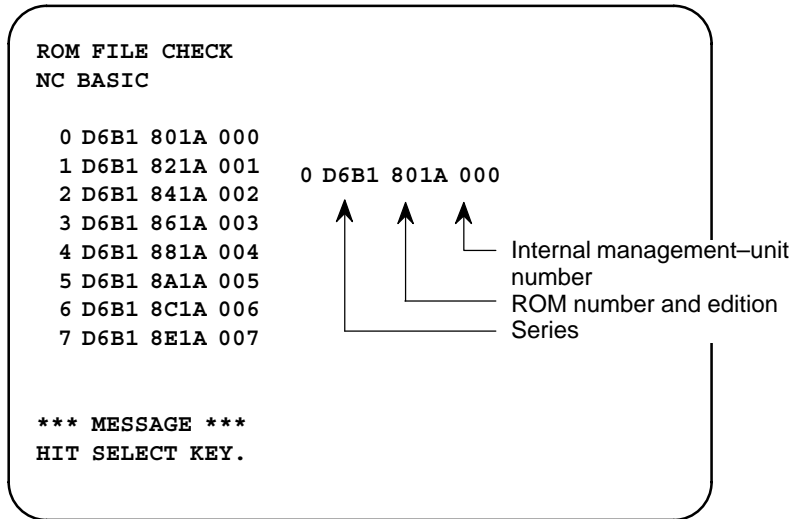 ROM FILE CHECK
NC BASIC
0 D6B1 801A 000
1 D6B1 821A 001
2 D6B1 841A 002
3 D6B1 861A 003
4 D6B1 881A 004
5 D6B1 8A1A 005
6 D6B1 8C1A 006
7 D6B1 8E1A 007
0 D6B1 801A 000
Internal management–unit
number
ROM number and edition
Series
*** MESSAGE ***
HIT SELECT KEY.